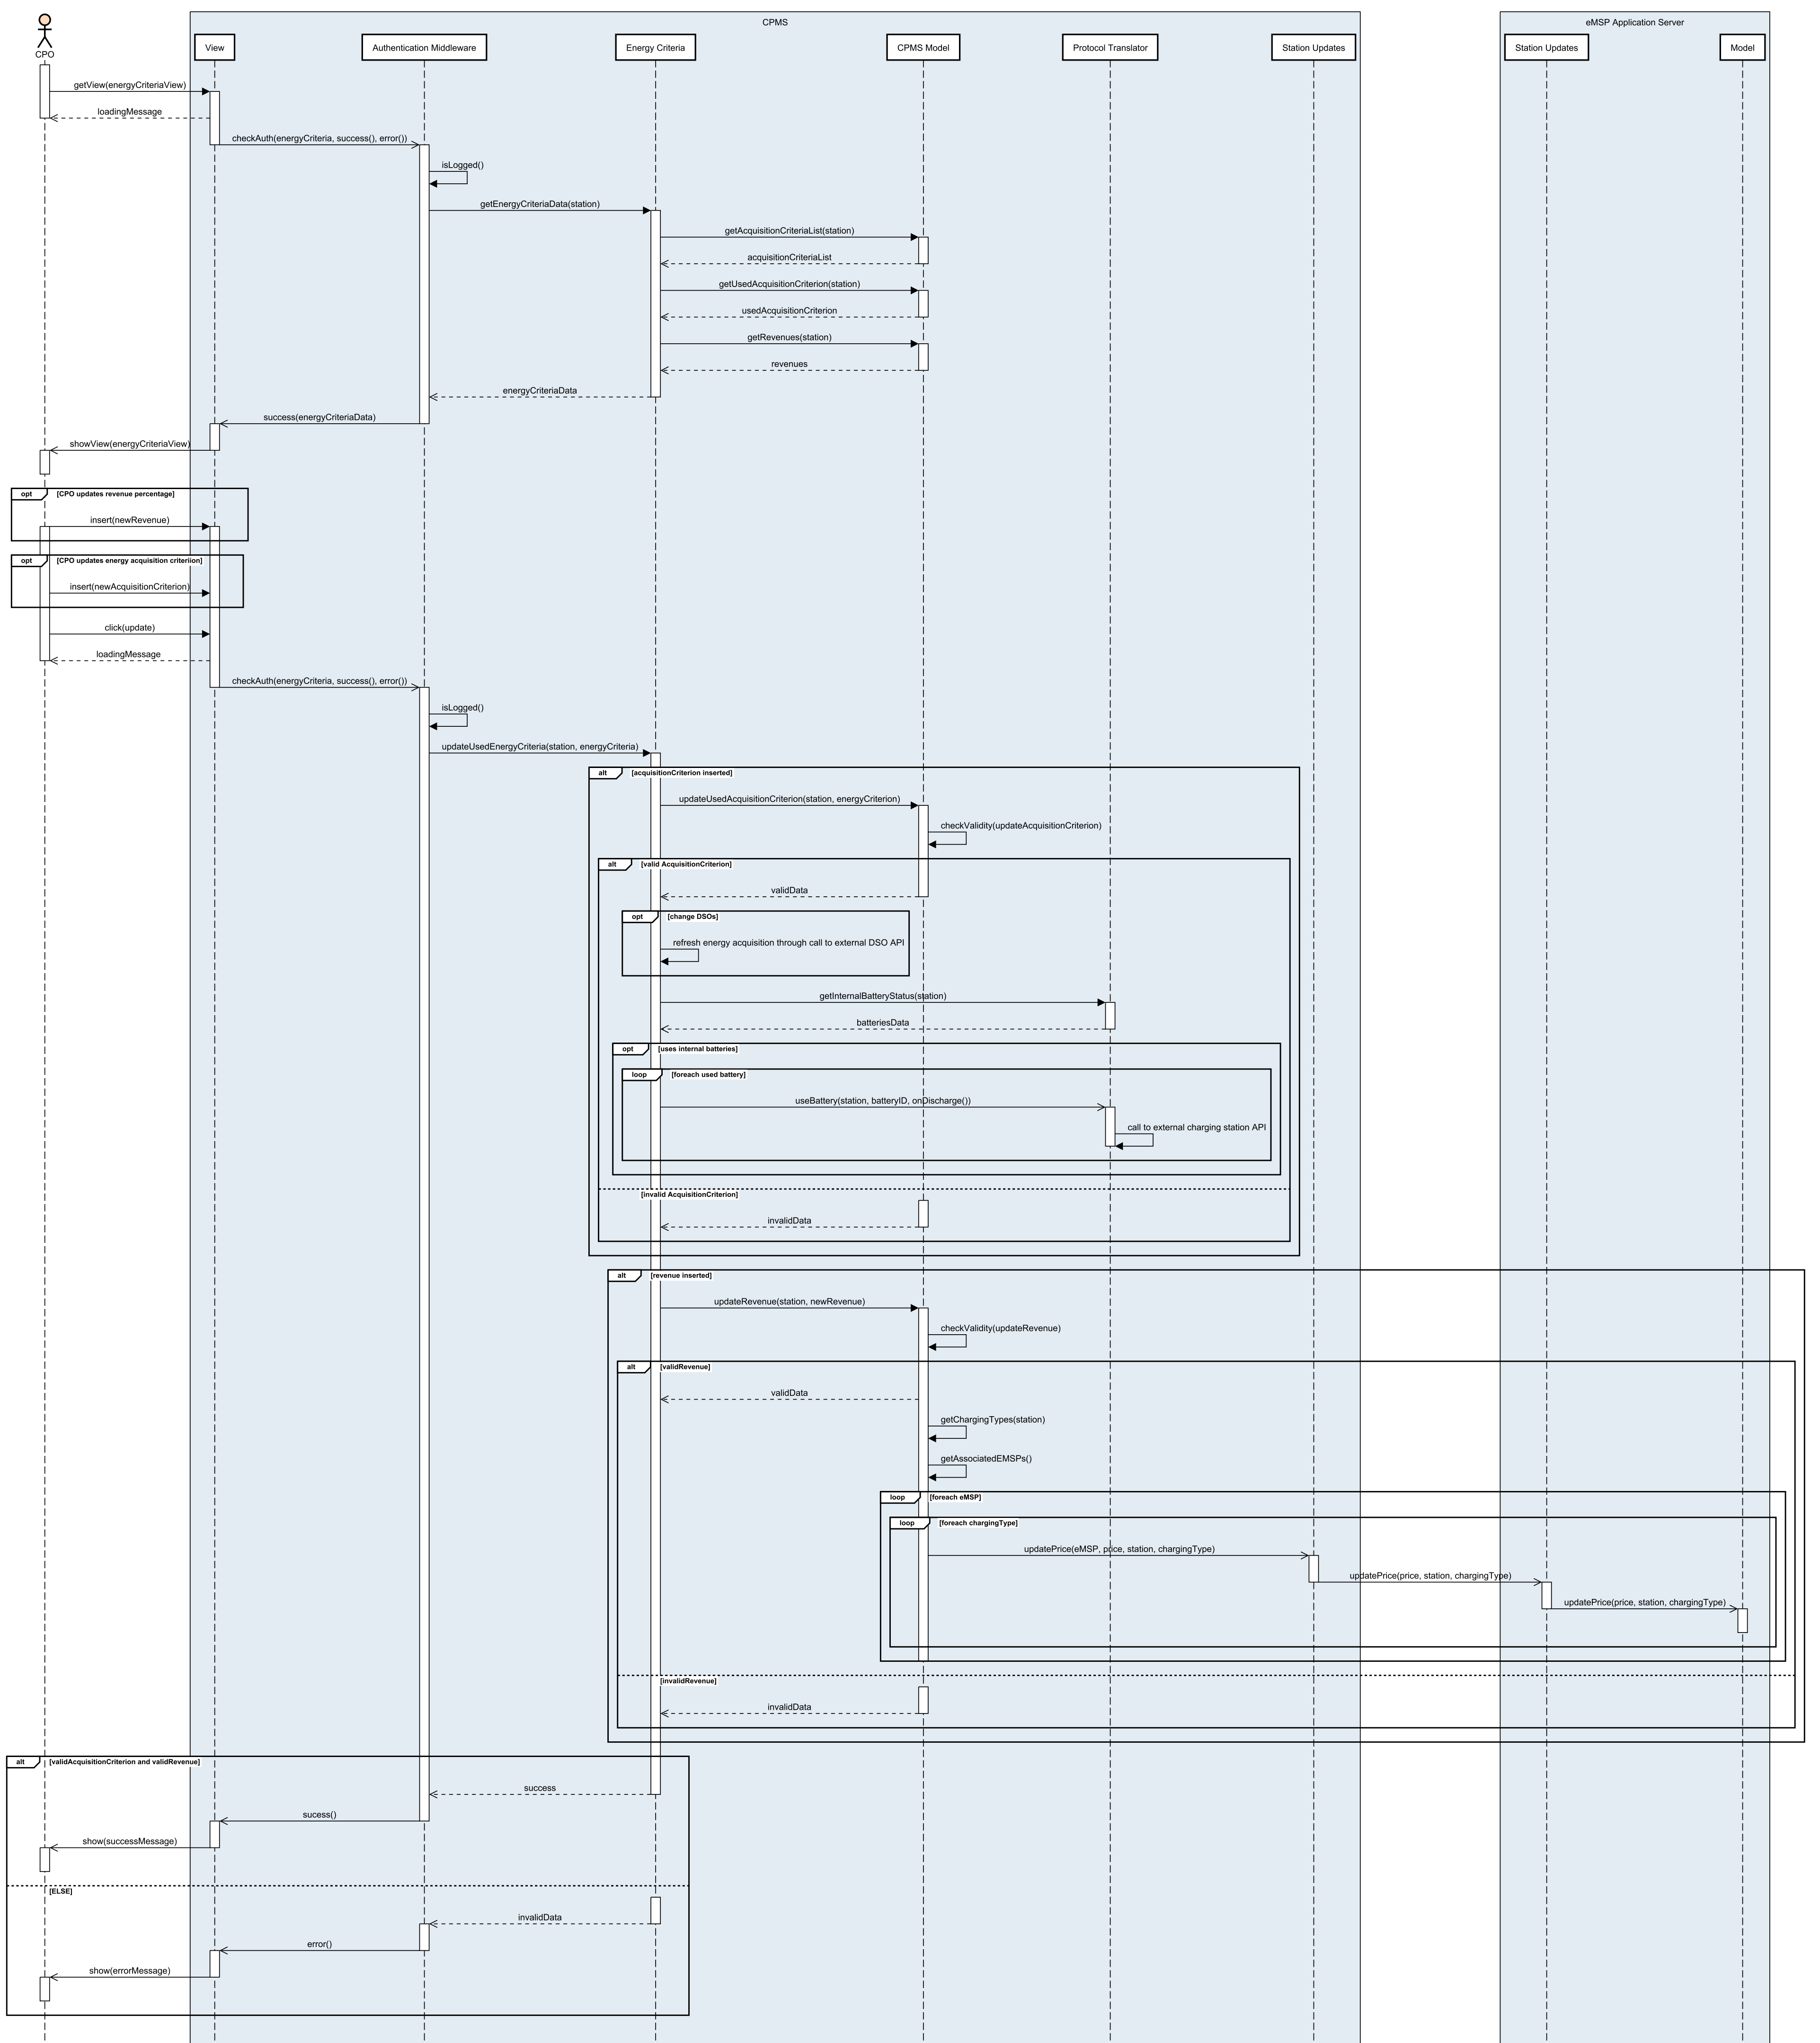 CPMS
eMSP Application Server
CPO
View
Authentication Middleware
Energy Criteria
CPMS Model
Protocol Translator
Station Updates
Station Updates
Model
getView(energyCriteriaView)
loadingMessage
checkAuth(energyCriteria, success(), error())
isLogged()
getEnergyCriteriaData(station)
getAcquisitionCriteriaList(station)
acquisitionCriteriaList
getUsedAcquisitionCriterion(station)
usedAcquisitionCriterion
getRevenues(station)
revenues
energyCriteriaData
success(energyCriteriaData)
showView(energyCriteriaView)
opt [CPO updates revenue percentage]
insert(newRevenue)
opt [CPO updates energy acquisition criteriion]
insert(newAcquisitionCriterion)
click(update)
loadingMessage
checkAuth(energyCriteria, success(), error())
isLogged()
updateUsedEnergyCriteria(station, energyCriteria)
alt [acquisitionCriterion inserted]
updateUsedAcquisitionCriterion(station, energyCriterion)
checkValidity(updateAcquisitionCriterion)
alt [valid AcquisitionCriterion]
validData
opt [change DSOs]
refresh energy acquisition through call to external DSO API
getInternalBatteryStatus(station)
batteriesData
opt [uses internal batteries]
loop [foreach used battery]
useBattery(station, batteryID, onDischarge())
call to external charging station API
[invalid AcquisitionCriterion]
invalidData
alt [revenue inserted]
updateRevenue(station, newRevenue)
checkValidity(updateRevenue)
alt [validRevenue]
validData
getChargingTypes(station)
getAssociatedEMSPs()
loop [foreach eMSP]
loop [foreach chargingType]
updatePrice(eMSP, price, station, chargingType)
updatePrice(price, station, chargingType)
updatePrice(price, station, chargingType)
[invalidRevenue]
invalidData
alt [validAcquisitionCriterion and validRevenue]
success
sucess()
show(successMessage)
[ELSE]
invalidData
error()
show(errorMessage)